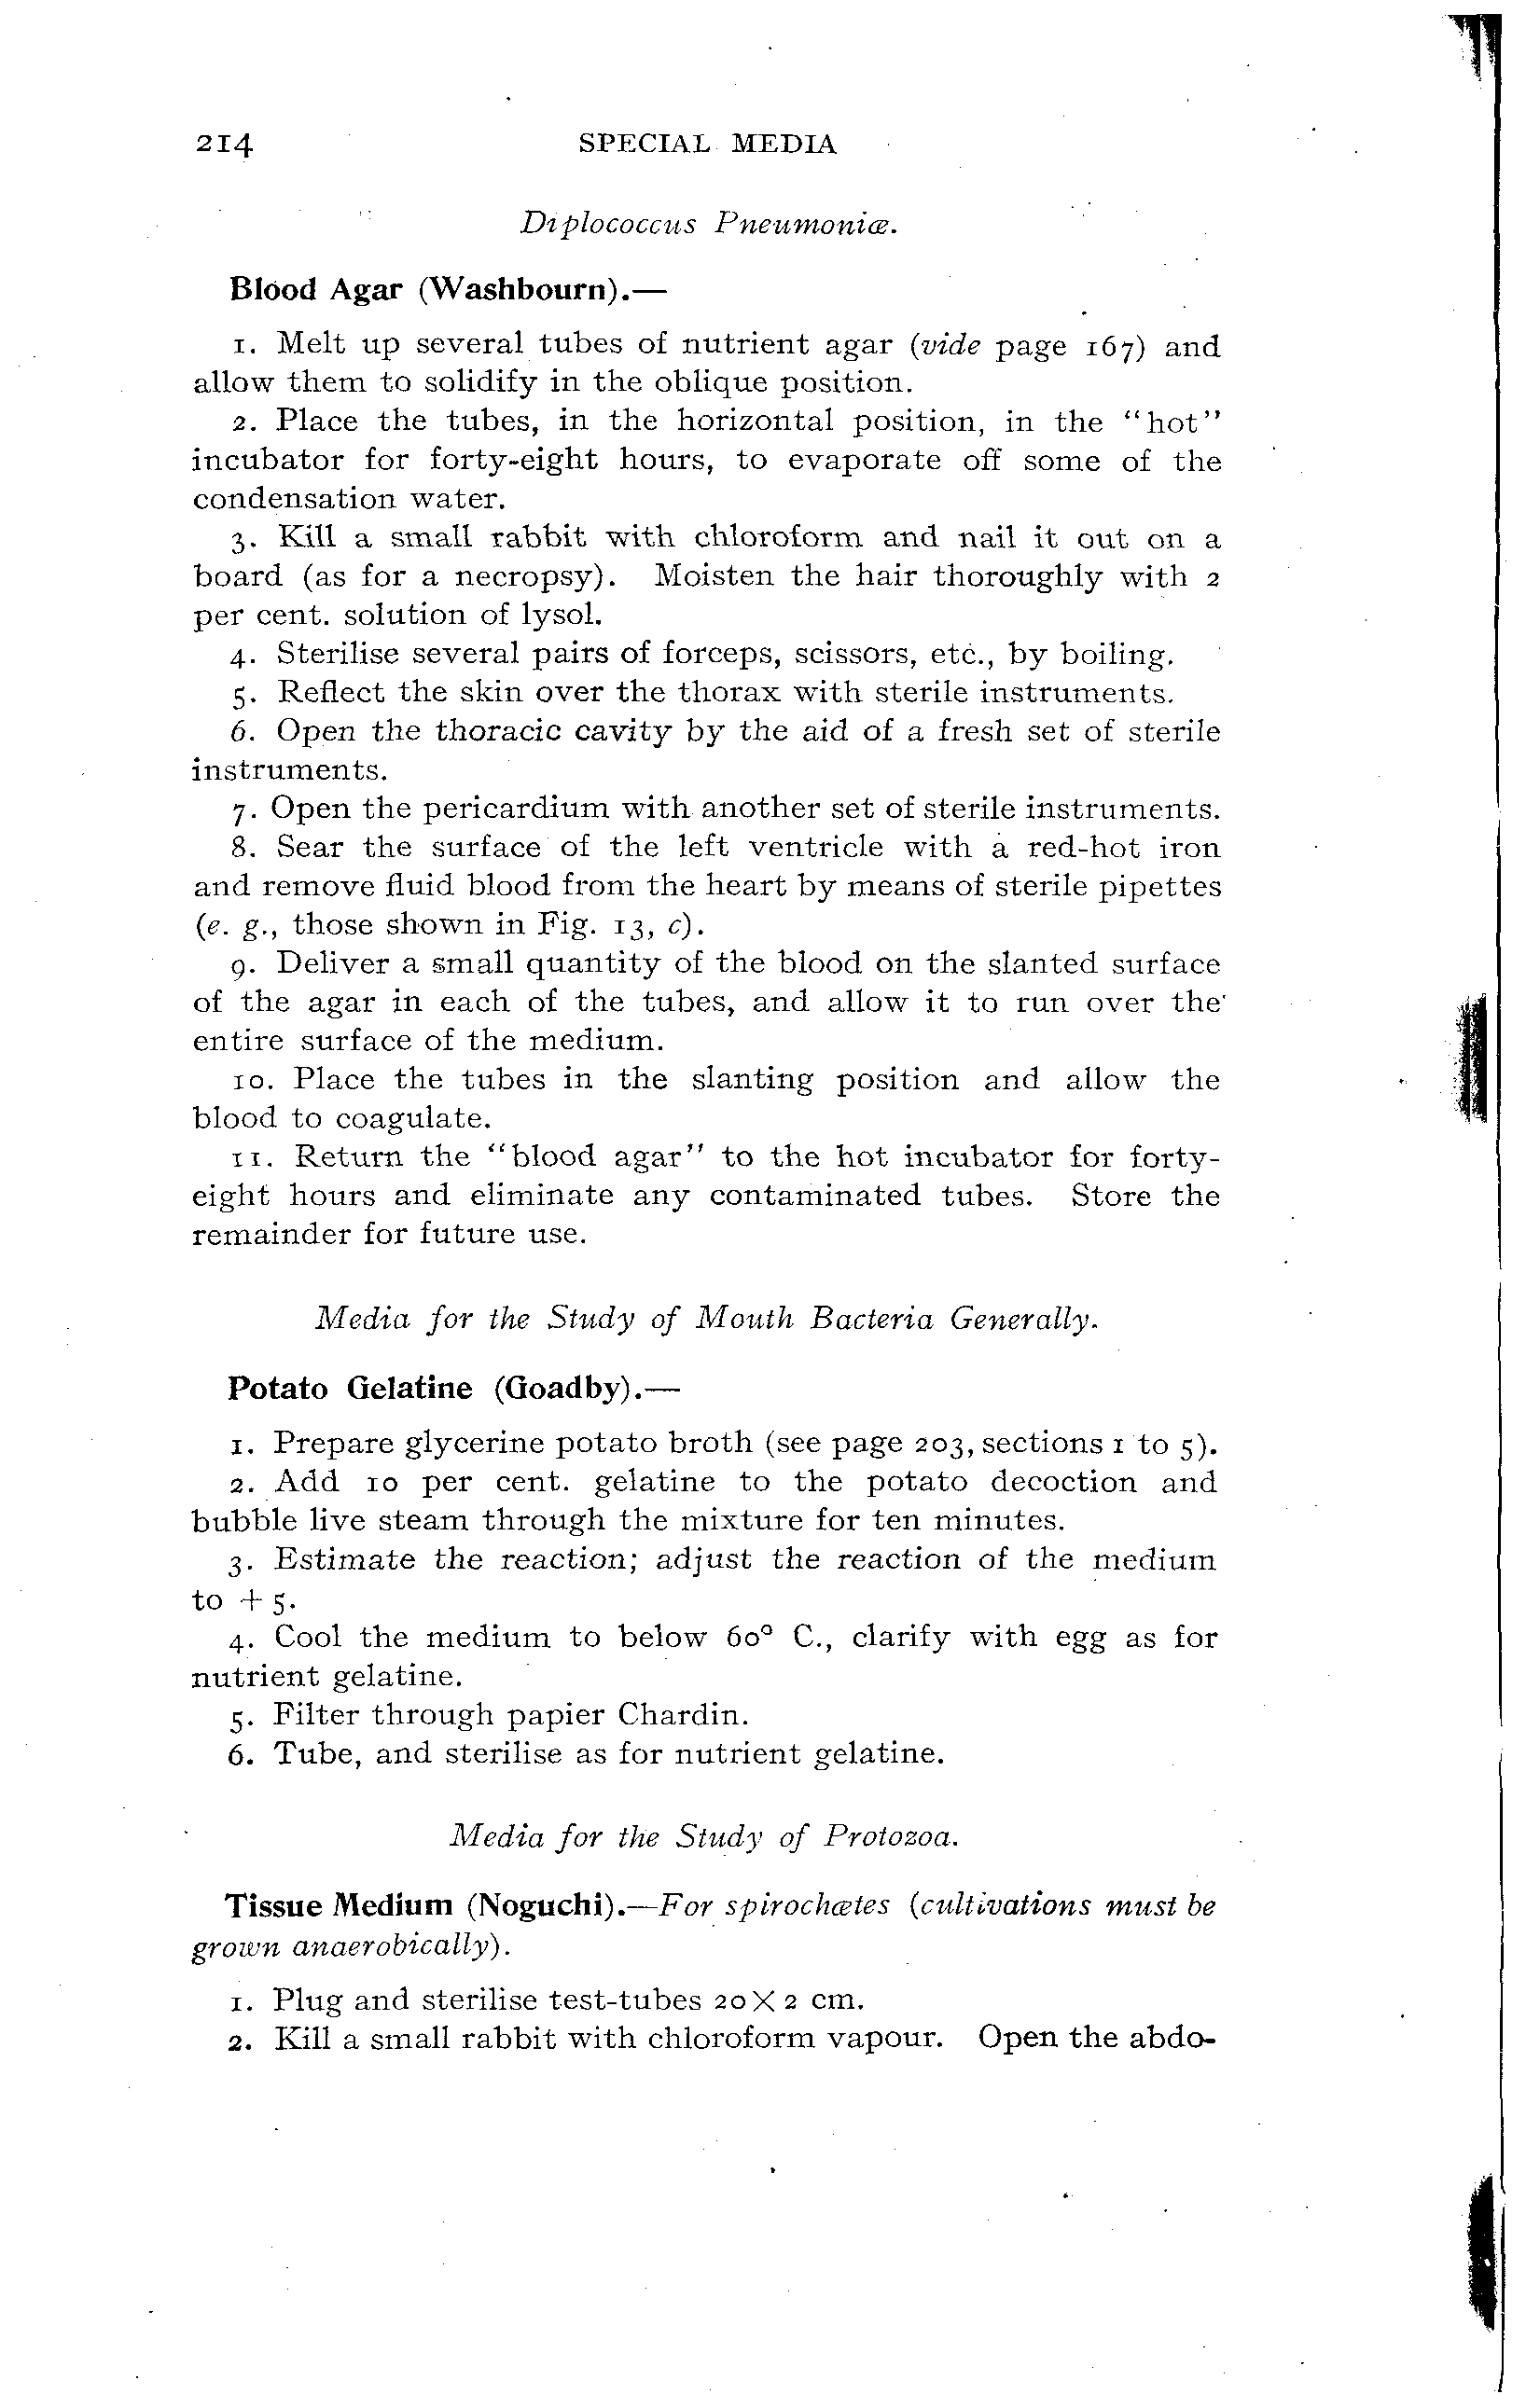 214 SPECIAL MEDIA
Diplococcus Pneumoniæ.
Blood Agar (Washbourn).—
1. Melt up several tubes of nutrient agar (vide page 167) and
allow them to solidify in the oblique position.
2. Place the tubes, in the horizontal position, in the “hot”
incubator for forty-eight hours, to evaporate off some of the
condensation water.
3. Kill a small rabbit with chloroform and nail it out on a
board (as for a necropsy). Moisten the hair thoroughly with 2
per cent. solution of lysol.
4. Sterilise several pairs of forceps, scissors, etc., by boiling.
5. Reflect the skin over the thorax with sterile instruments.
6. Open the thoracic cavity by the aid of a fresh set of sterile
instruments.
7. Open the pericardium with another set of sterile instruments.
8. Sear the surface of the left ventricle with a red-hot iron
and remove fluid blood from the heart by means of sterile pipettes
(e. g., those shown in Fig. 13, c).
9. Deliver a small quantity of the blood on the slanted surface
of the agar in each of the tubes, and allow it to run over the
entire surface of the medium.
10. Place the tubes in the slanting position and allow the
blood to coagulate.
11. Return the “blood agar” to the hot incubator for forty-
eight hours and eliminate any contaminated tubes. Store the
remainder for future use.
Media for the Study of Mouth Bacteria Generally.
Potato Gelatine (Goadby).—
1. Prepare glycerine potato broth (see page 203, sections 1 to 5).
2. Add 10 per cent. gelatine to the potato decoction and
bubble live steam through the mixture for ten minutes.
3. Estimate the reaction; adjust the reaction of the medium
to + 5.
4. Cool the medium to below 60° C., clarify with egg as for
nutrient gelatine.
5. Filter through papier Chardin.
6. Tube, and sterilise as for nutrient gelatine.
Media for the Study of Protozoa.
Tissue Medium (Noguchi).—For spirochætes (cultivations must be
grown anaerobically).
1. Plug and sterilise test-tubes 20 × 2 cm.
2. Kill a small rabbit with chloroform vapour. Open the abdo-